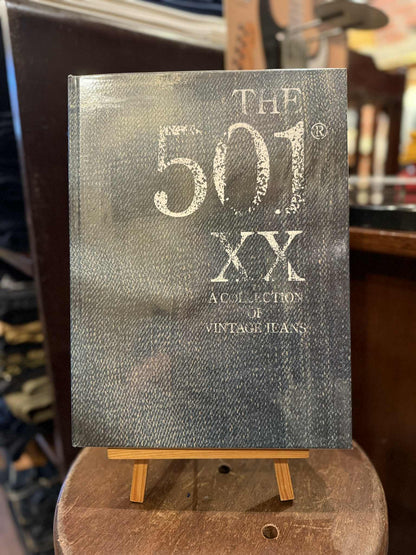 THE
501®
XX
A COLLECTION
OF
VINTAGE JEANS